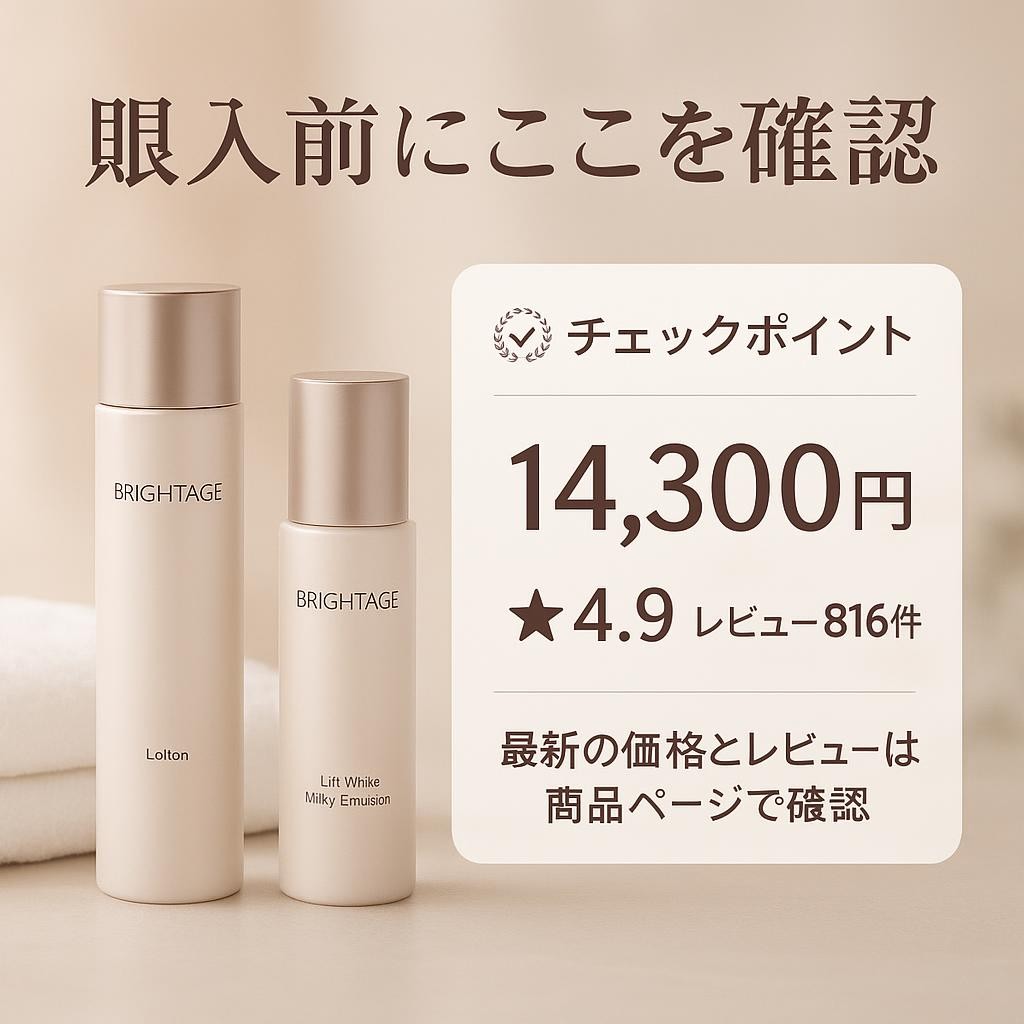 眼入前にここを確認
チェックポイント
14,300円
★4.9 レビュー816件
最新の価格とレビューは
商品ページで確認
BRIGHTAGE
Lolton
BRIGHTAGE
Lift Whike
Milky Emuision